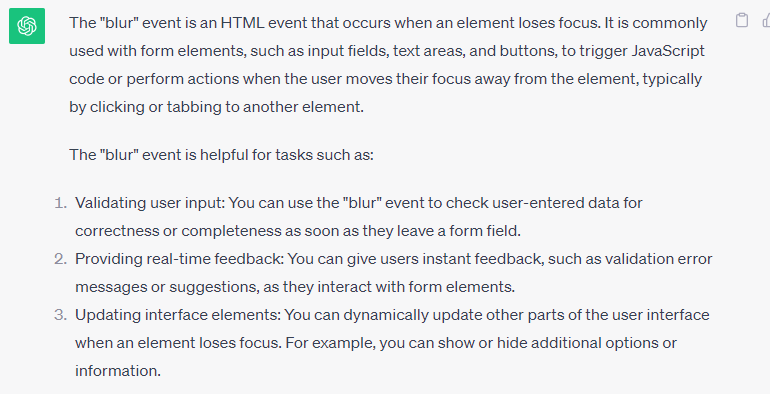 The "blur" event is an HTML event that occurs when an element loses focus. It is commonly
used with form elements, such as input fields, text areas, and buttons, to trigger JavaScript
code or perform actions when the user moves their focus away from the element, typically
by clicking or tabbing to another element.
The "blur" event is helpful for tasks such as:
1. Validating user input: You can use the "blur" event to check user-entered data for
correctness or completeness as soon as they leave a form field.
2. Providing real-time feedback: You can give users instant feedback, such as validation error
messages or suggestions, as they interact with form elements.
3. Updating interface elements: You can dynamically update other parts of the user interface
when an element loses focus. For example, you can show or hide additional options or
information.